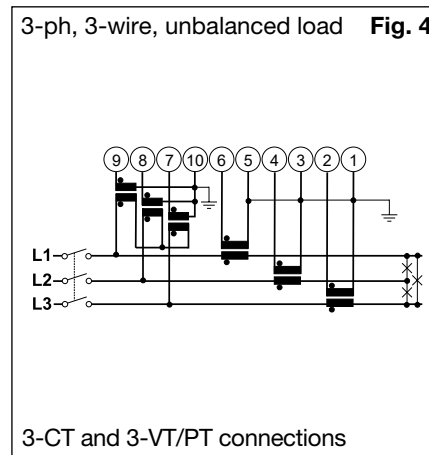 3-ph, 3-wire, unbalanced load Fig. 4
9 8 7 10 6 5 4 3 2 1
L1
L2
L3
3-CT and 3-VT/PT connections